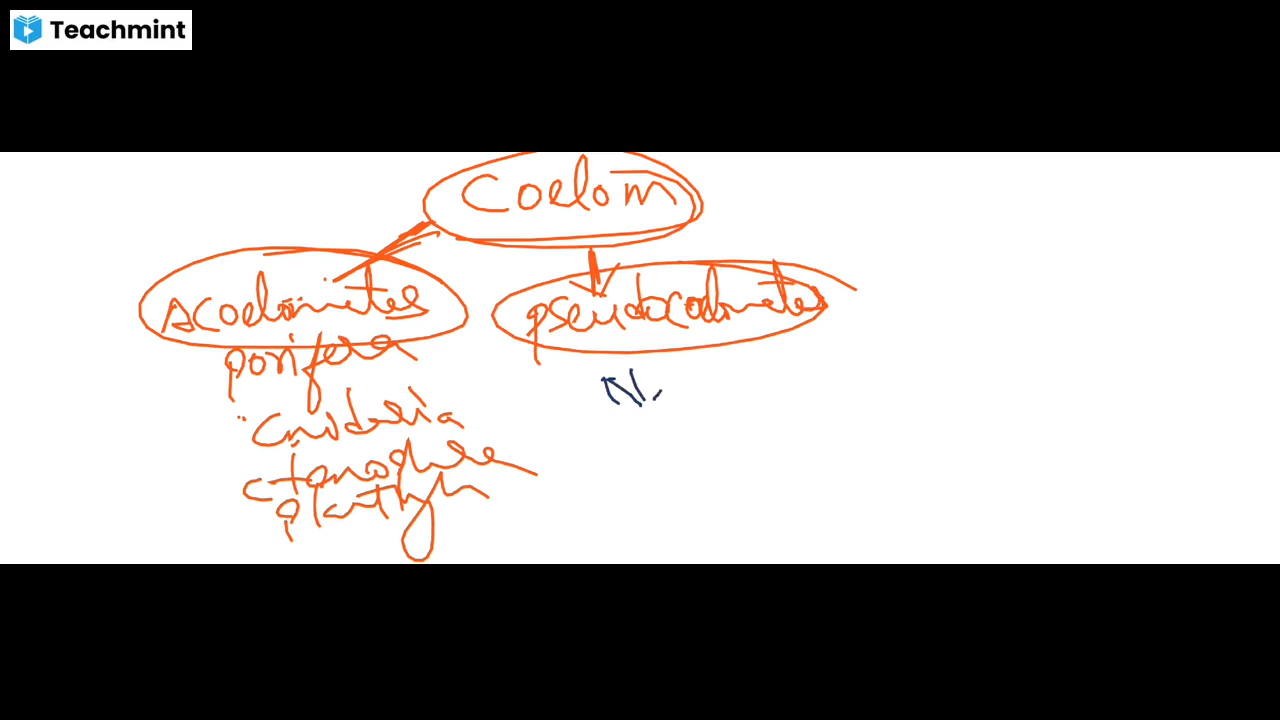 Teachmint
Coelom
Acoelomates
pseudocoelomates
porifera
Cnidaria
ctenophora
platyh
N.